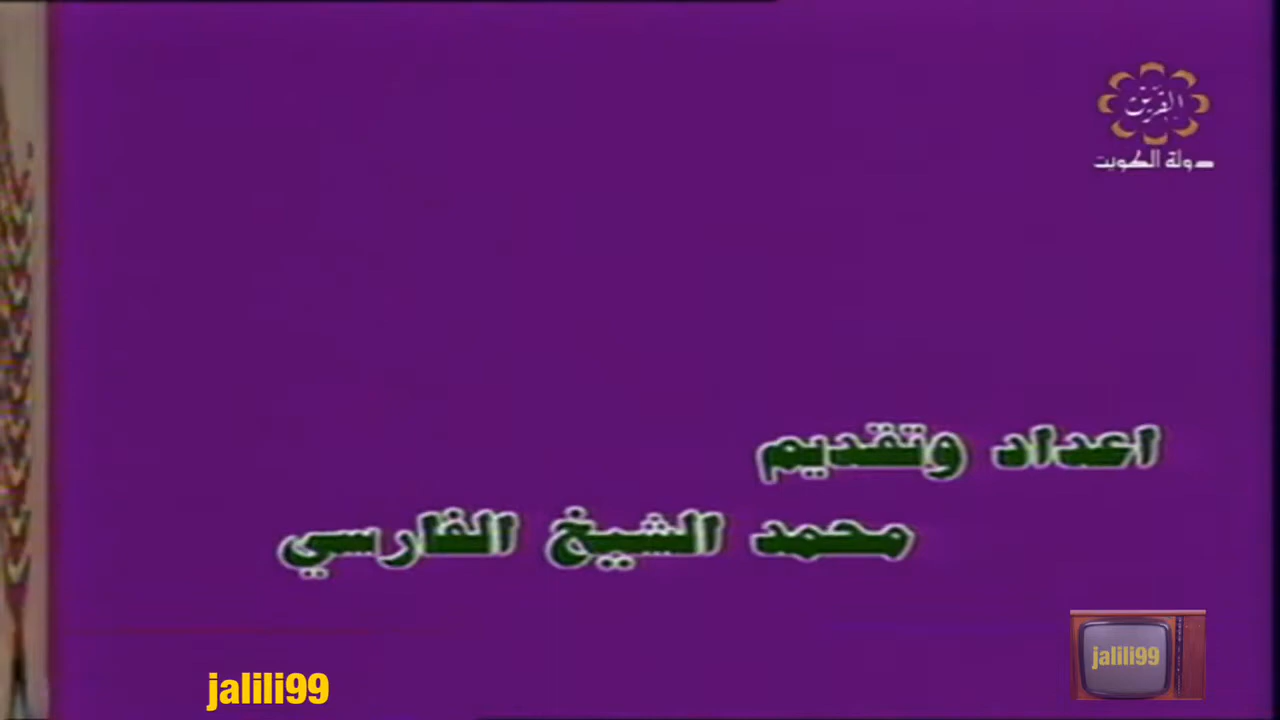 القرين
دولة الكويت
اعداد وتقديم
محمد الشيخ الفارسي
jalili99
jalili99